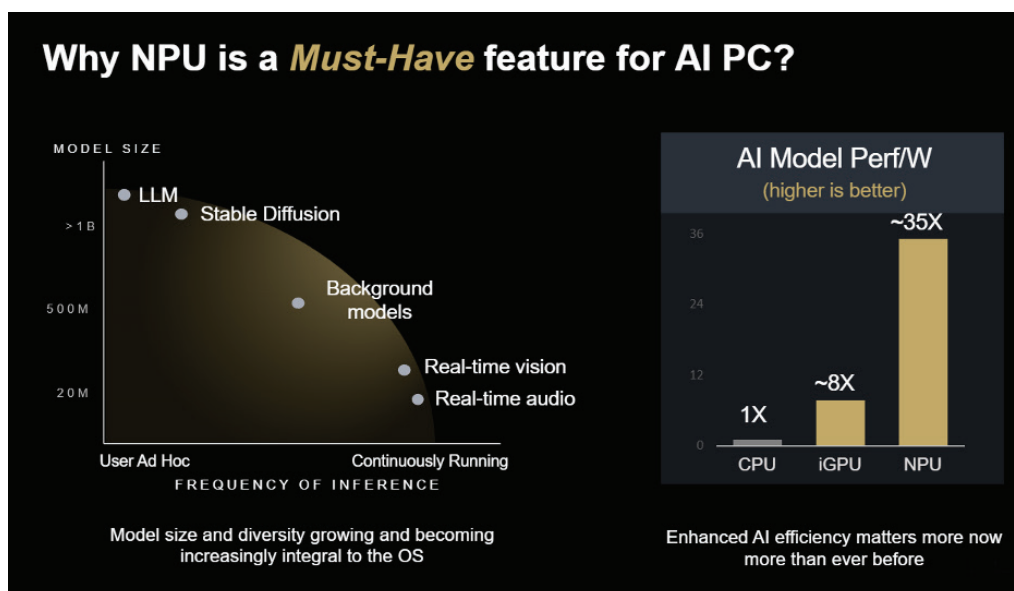 Why NPU is a Must-Have feature for AI PC?
MODEL SIZE
LLM
Stable Diffusion
>1B
Background
models
500M
Real-time vision
20M
Real-time audio
User Ad Hoc
Continuously Running
FREQUENCY OF INFERENCE
Model size and diversity growing and becoming
increasingly integral to the OS
AI Model Perf/W
(higher is better)
~35X
36
24
12
~8X
1X
0
CPU
iGPU
NPU
Enhanced AI efficiency matters more now
more than ever before